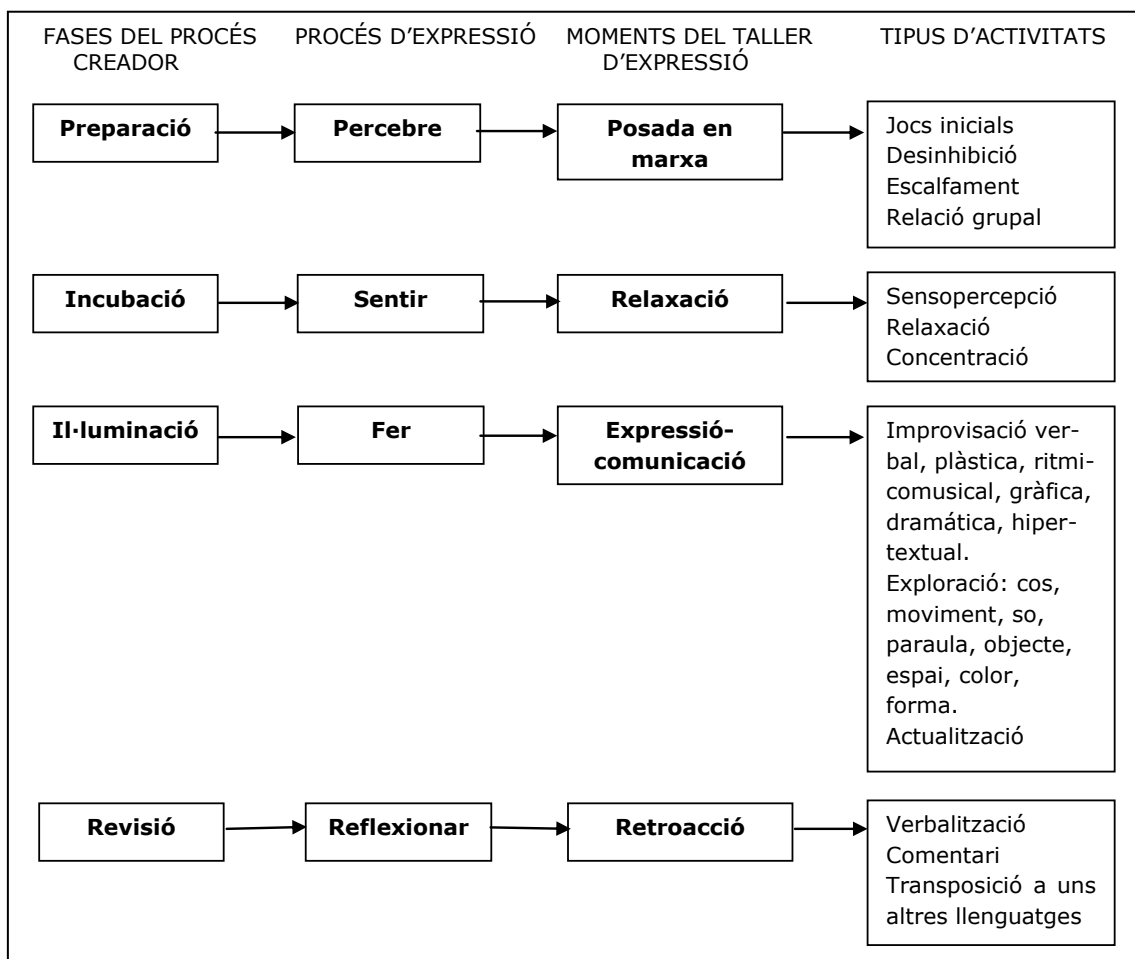 FASES DEL PROCÉS
CREADOR
PROCÉS D’EXPRESSIÓ
MOMENTS DEL TALLER
D’EXPRESSIÓ
TIPUS D’ACTIVITATS
Preparació
Percebre
Posada en
marxa
Jocs inicials
Desinhibició
Escalfament
Relació grupal
Incubació
Sentir
Relaxació
Sensopercepció
Relaxació
Concentració
Il·luminació
Fer
Expressió-
comunicació
Improvisació ver-
bal, plàstica, ritmi-
comusical, gràfica,
dramática, hiper-
textual.
Exploració: cos,
moviment, so,
paraula, objecte,
espai, color,
forma.
Actualització
Revisió
Reflexionar
Retroacció
Verbalització
Comentari
Transposició a uns
altres llenguatges